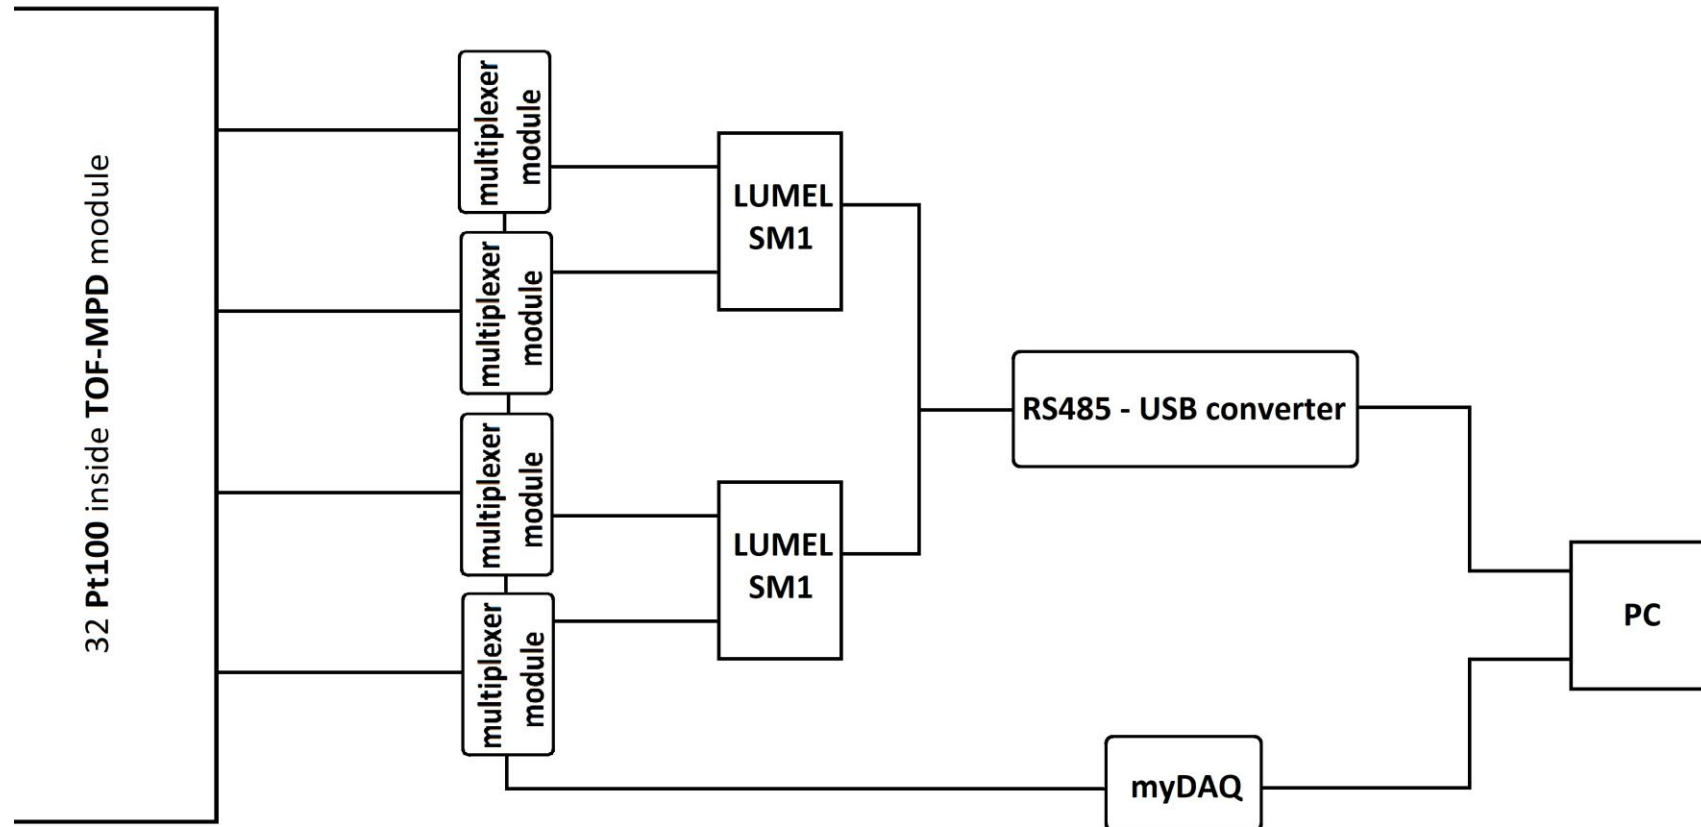 32 Pt100 inside TOF-MPD module
multiplexer
module
multiplexer
module
multiplexer
module
multiplexer
module
LUMEL
SM1
LUMEL
SM1
RS485 - USB converter
myDAQ
PC